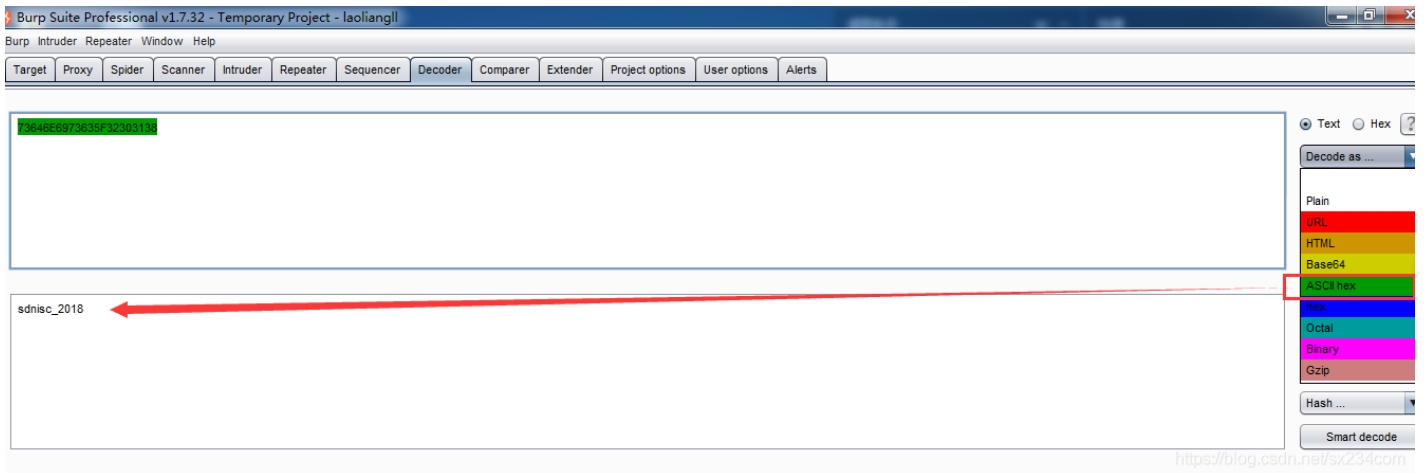 Burp Suite Professional v1.7.32 - Temporary Project - laoliangll
Burp Intruder Repeater Window Help
Target Proxy Spider Scanner Intruder Repeater Sequencer Decoder Comparer Extender Project options User options Alerts
73646E6973635F32303138
Text Hex ?
Decode as ...
Plain
URL
HTML
Base64
ASCII hex
Hex
sdnisc_2018
Octal
Binary
Gzip
Hash ...
Smart decode
https://blog.csdn.net/sx234com